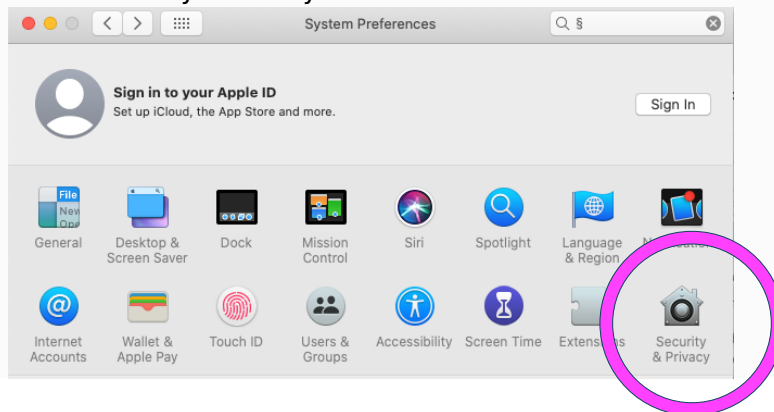 System Preferences
§
Sign in to your Apple ID
Set up iCloud, the App Store and more.
Sign In
File
New
General
Desktop &
Screen Saver
Dock
Mission
Control
Siri
Spotlight
Language
& Region
Internet
Accounts
Wallet &
Apple Pay
Touch ID
Users &
Groups
Accessibility
Screen Time
Extensions
Security
& Privacy